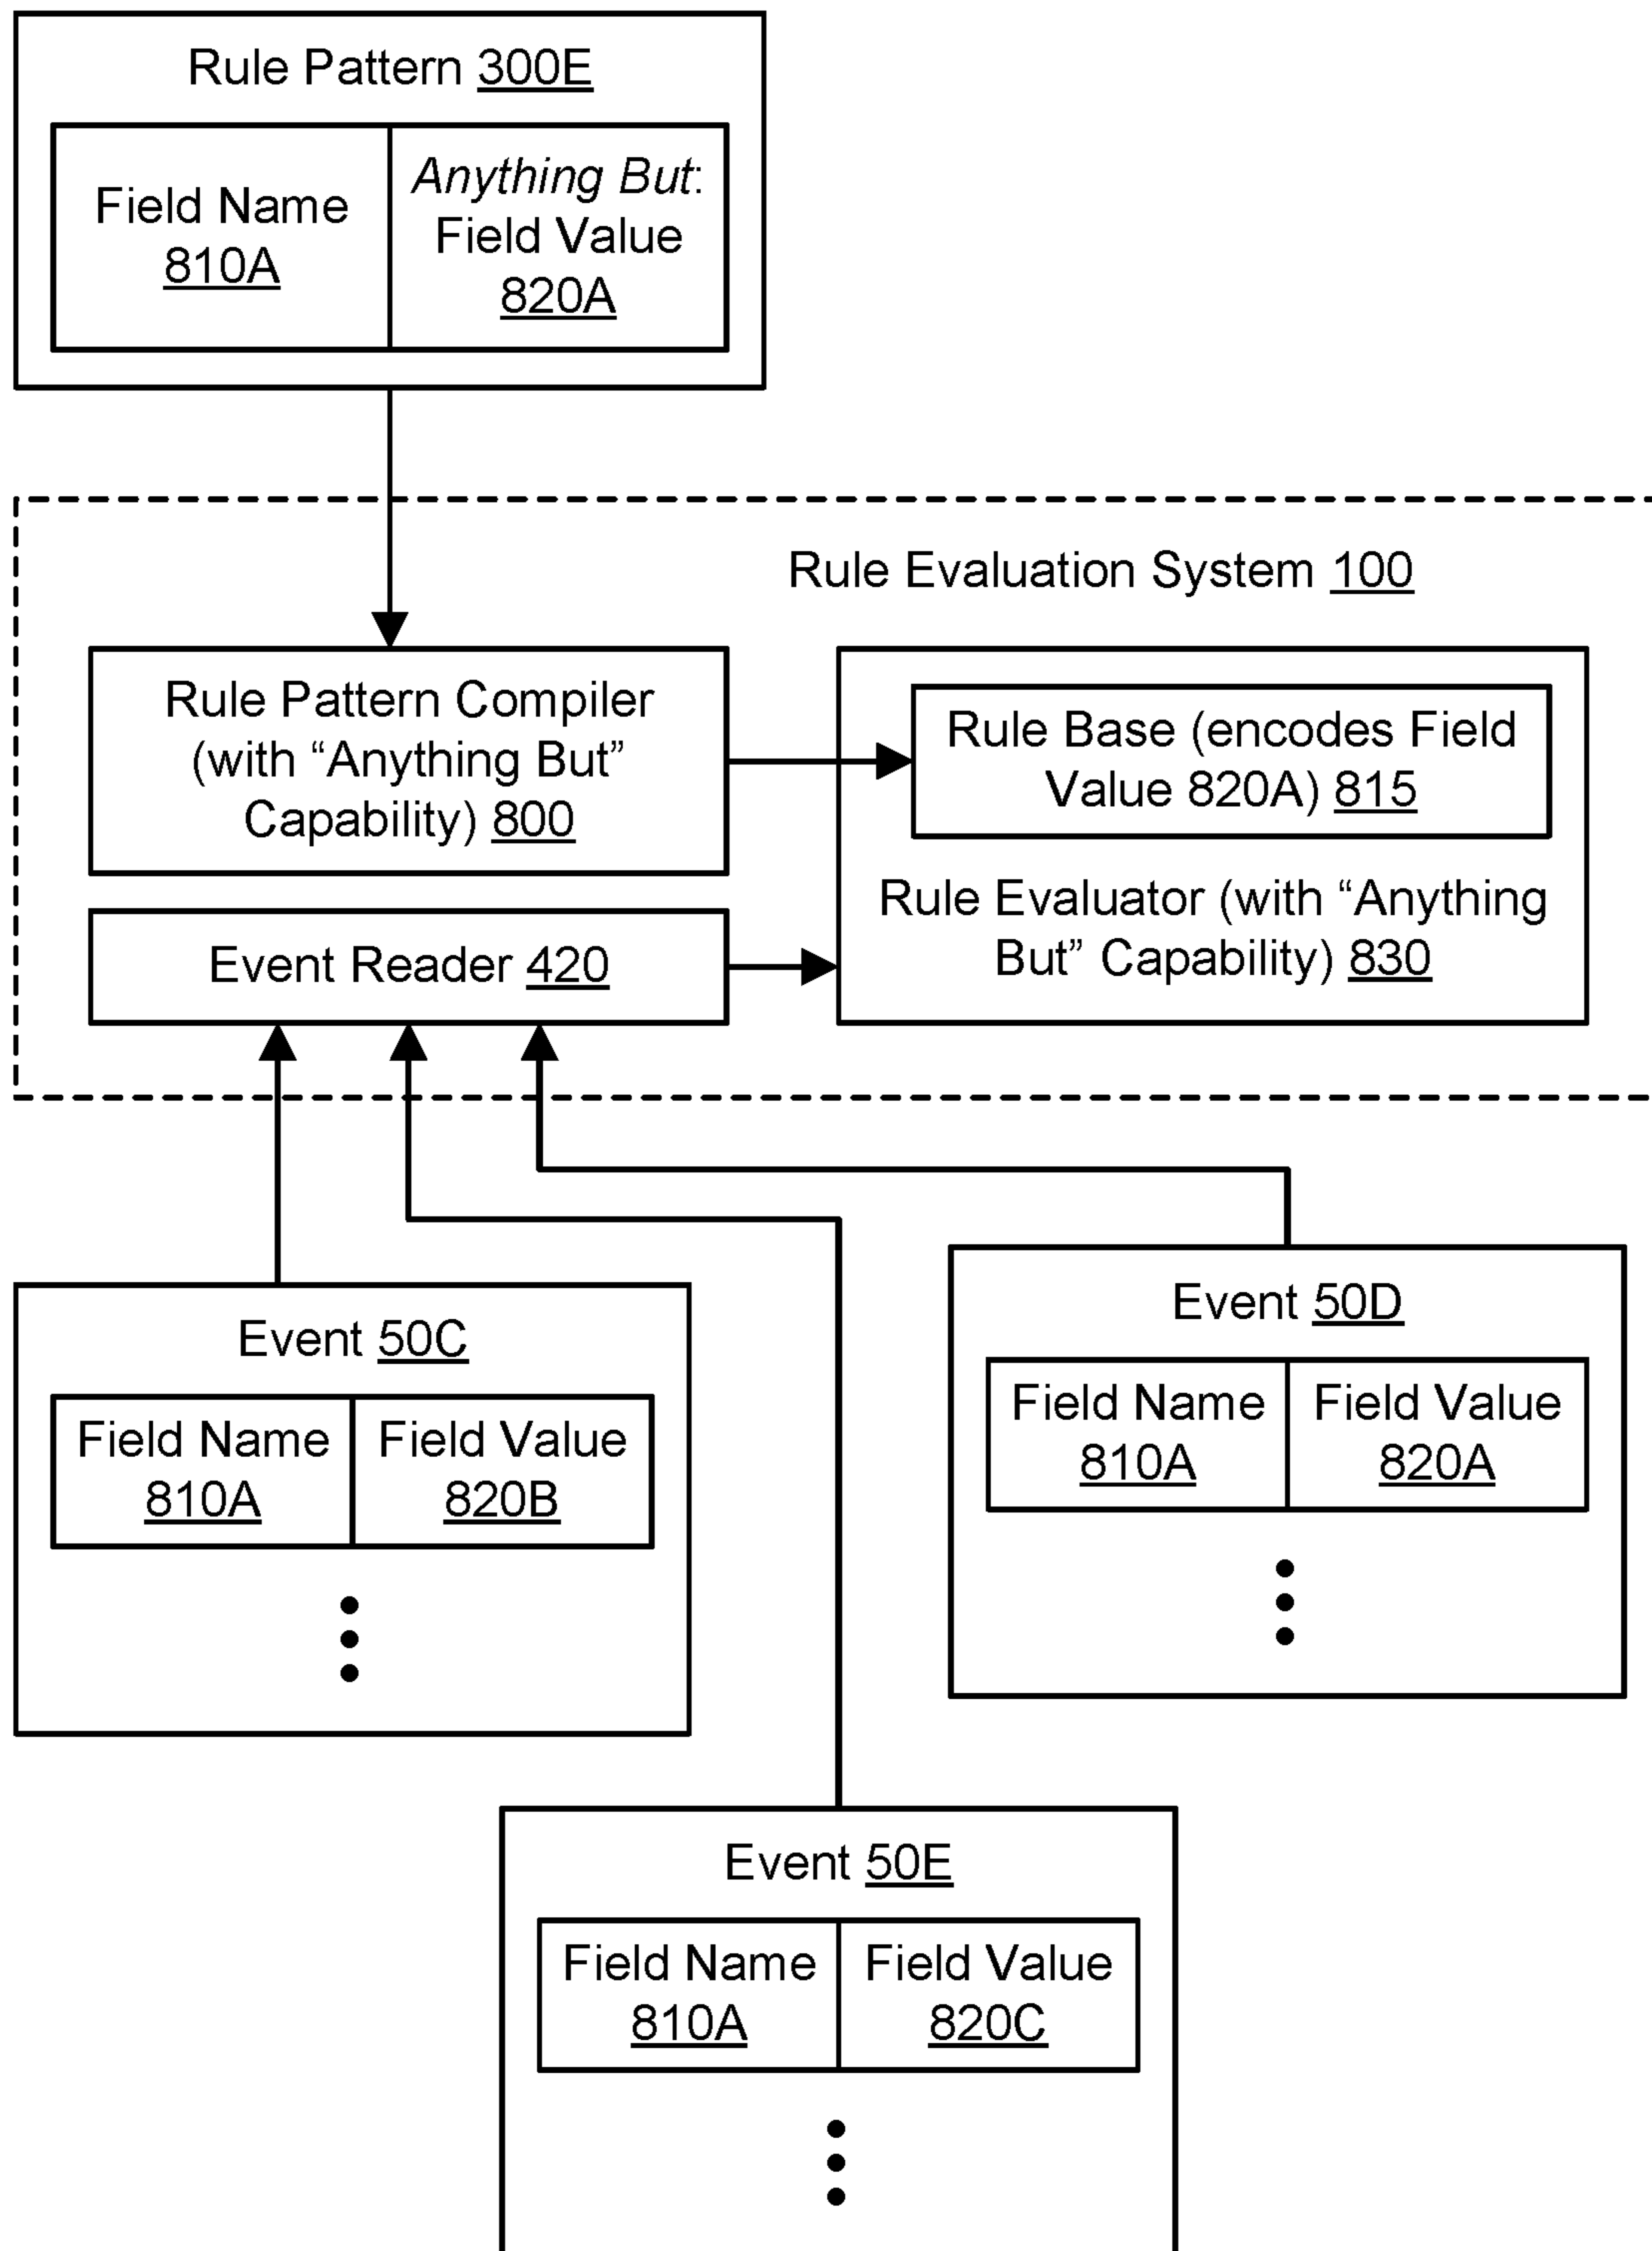 Rule Pattern 300E
Field Name
810A
Anything But:
Field Value
820A
Rule Evaluation System 100
Rule Pattern Compiler
(with “Anything But”
Capability) 800
Rule Base (encodes Field
Value 820A) 815
Rule Evaluator (with “Anything
But” Capability) 830
Event Reader 420
Event 50C
Field Name
810A
Field Value
820B
Event 50D
Field Name
810A
Field Value
820A
Event 50E
Field Name
810A
Field Value
820C